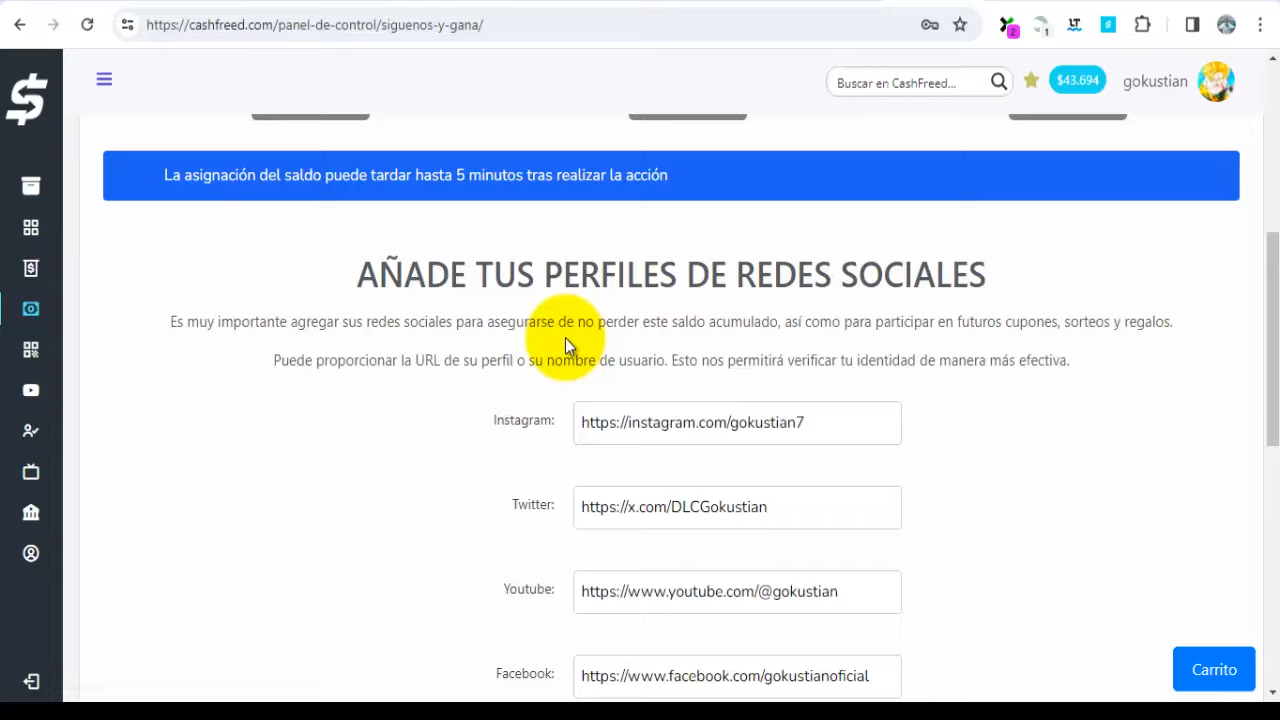 https://cashfreed.com/panel-de-control/siguenos-y-gana/
2
1
LT
Buscar en CashFreed...
$43.694
gokustian
La asignación del saldo puede tardar hasta 5 minutos tras realizar la acción
AÑADE TUS PERFILES DE REDES SOCIALES
Es muy importante agregar sus redes sociales para asegurarse de no perder este saldo acumulado, así como para participar en futuros cupones, sorteos y regalos.
Puede proporcionar la URL de su perfil o su nombre de usuario. Esto nos permitirá verificar tu identidad de manera más efectiva.
Instagram: https://instagram.com/gokustian7
Twitter: https://x.com/DLCGokustian
Youtube: https://www.youtube.com/@gokustian
Facebook: https://www.facebook.com/gokustianoficial
Carrito